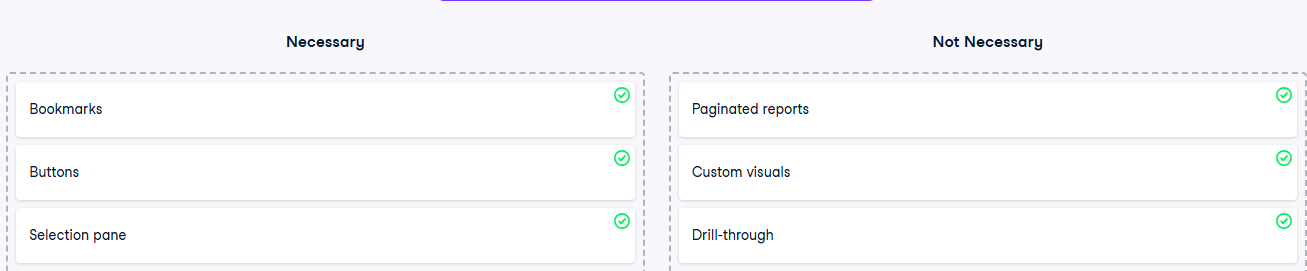 Necessary
Not Necessary
Bookmarks
Paginated reports
Buttons
Custom visuals
Selection pane
Drill-through